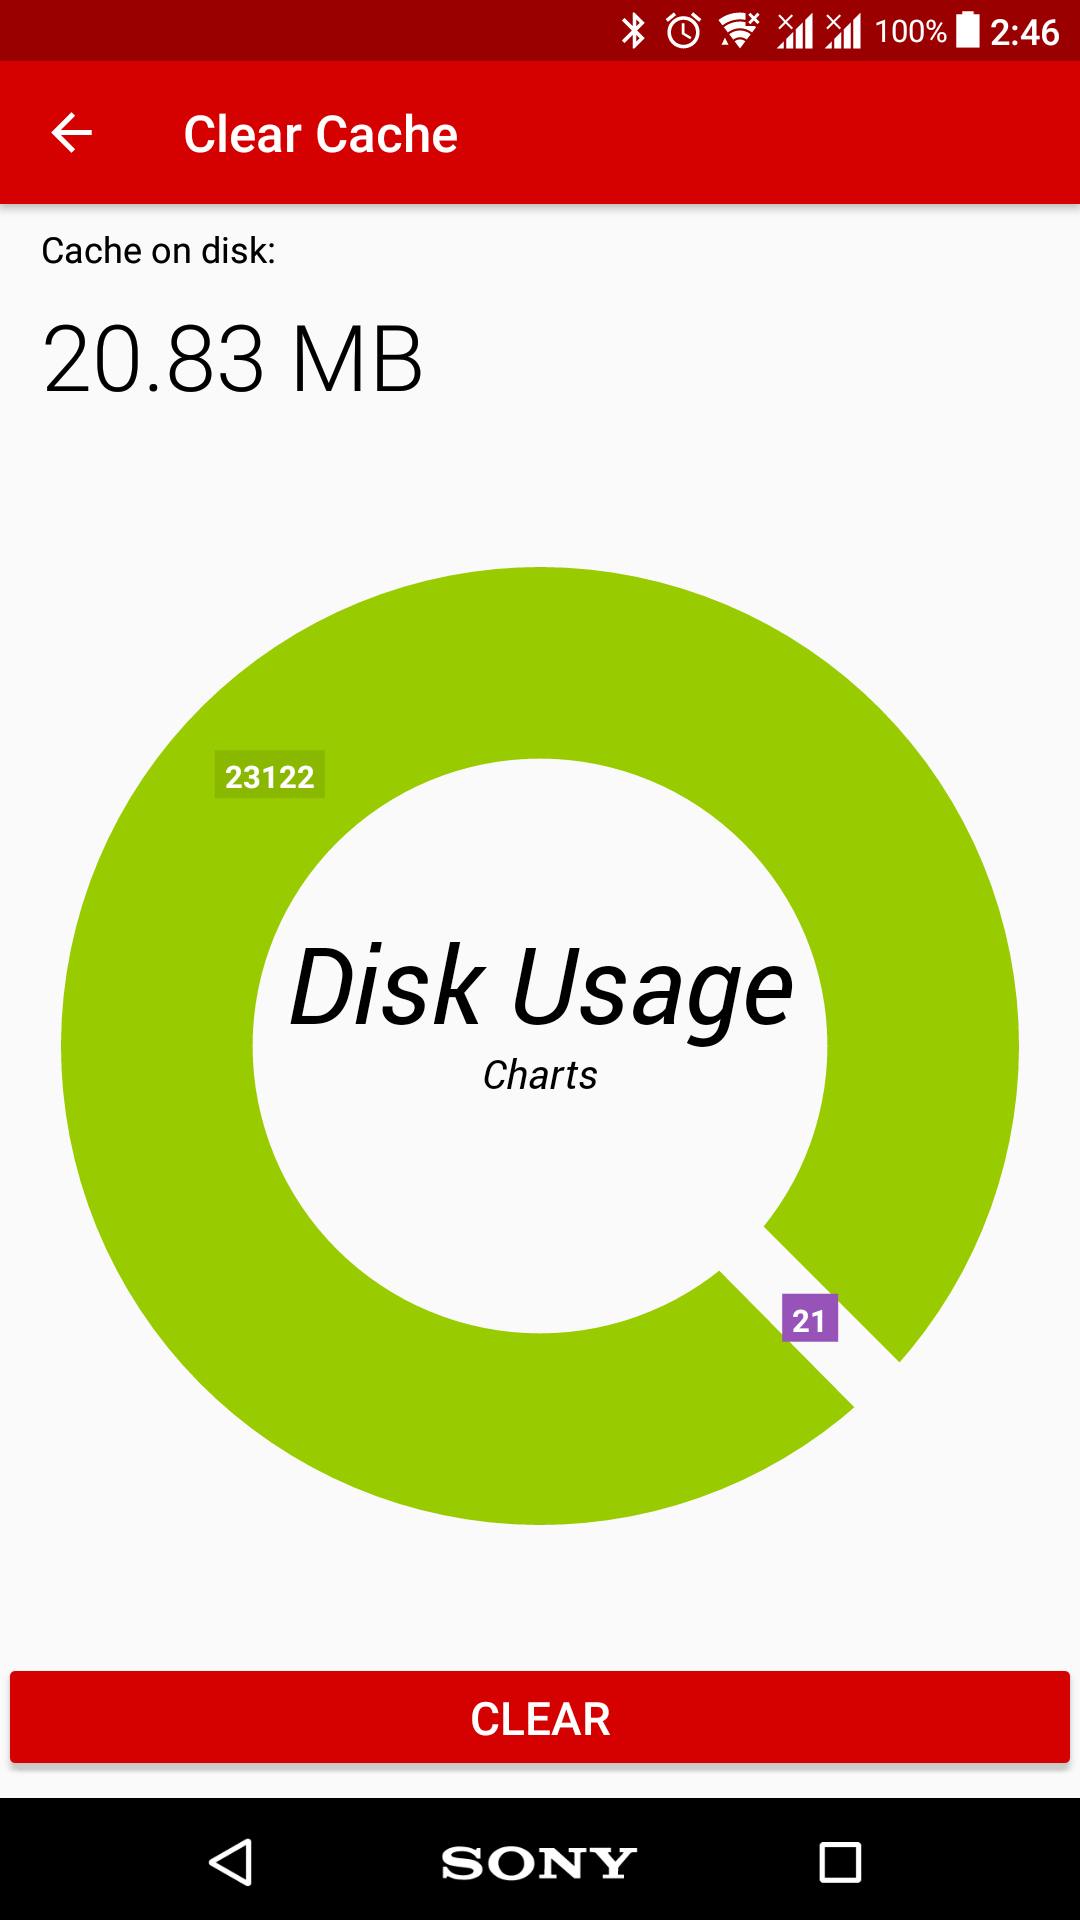 100% 2:46
Clear Cache
Cache on disk:
20.83 MB
23122
Disk Usage
Charts
21
CLEAR
SONY